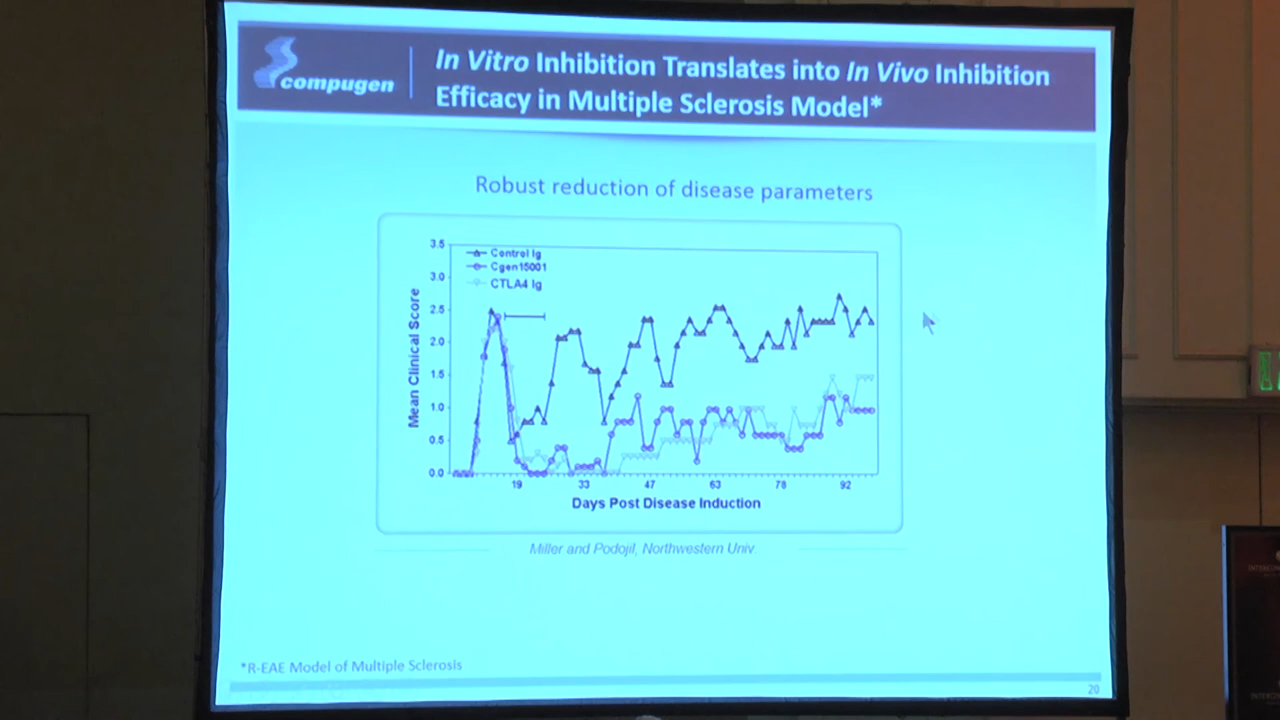 compugen
In Vitro Inhibition Translates into In Vivo Inhibition
Efficacy in Multiple Sclerosis Model*
Robust reduction of disease parameters
3.5
3.0
2.5
2.0
1.5
1.0
0.5
0.0
Mean Clinical Score
Control Ig
Cgen15001
CTLA4 Ig
19 33 47 63 78 92
Days Post Disease Induction
Miller and Podojil, Northwestern Univ.
*R-EAE Model of Multiple Sclerosis
20